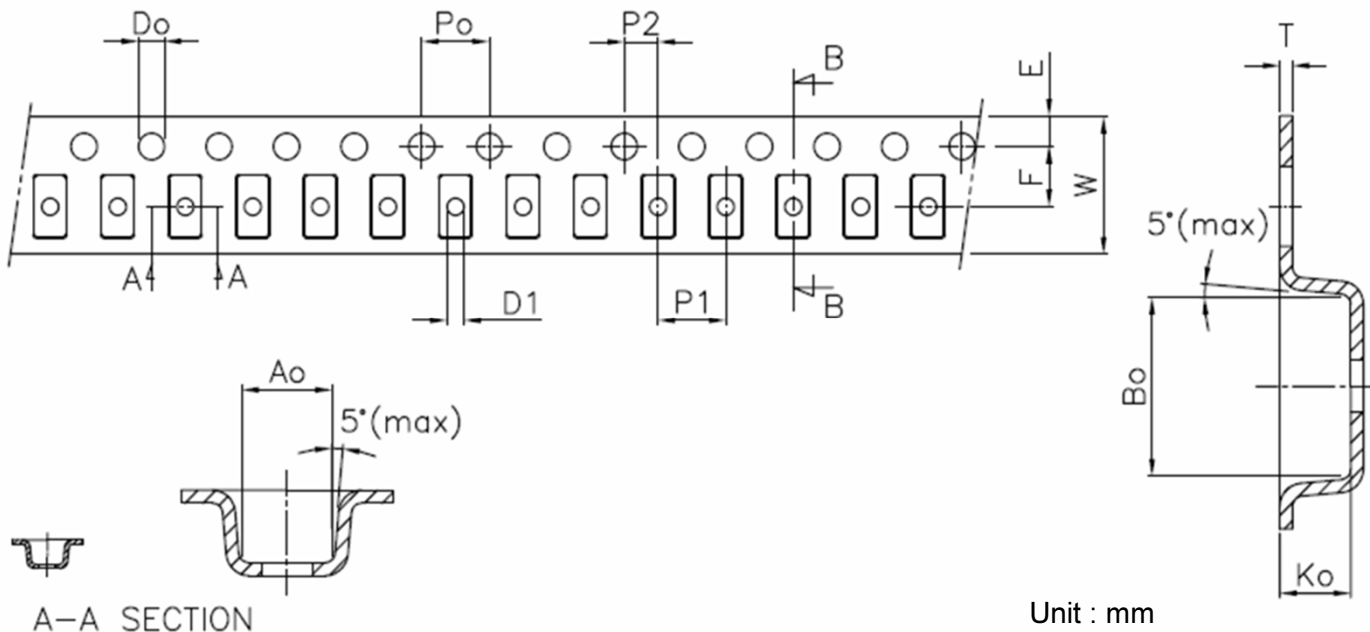 Do
Po
P2
B
E
T
F
W
5°(max)
A
A
D1
P1
B
Bo
Ao
5°(max)
Ko
A-A SECTION
Unit : mm